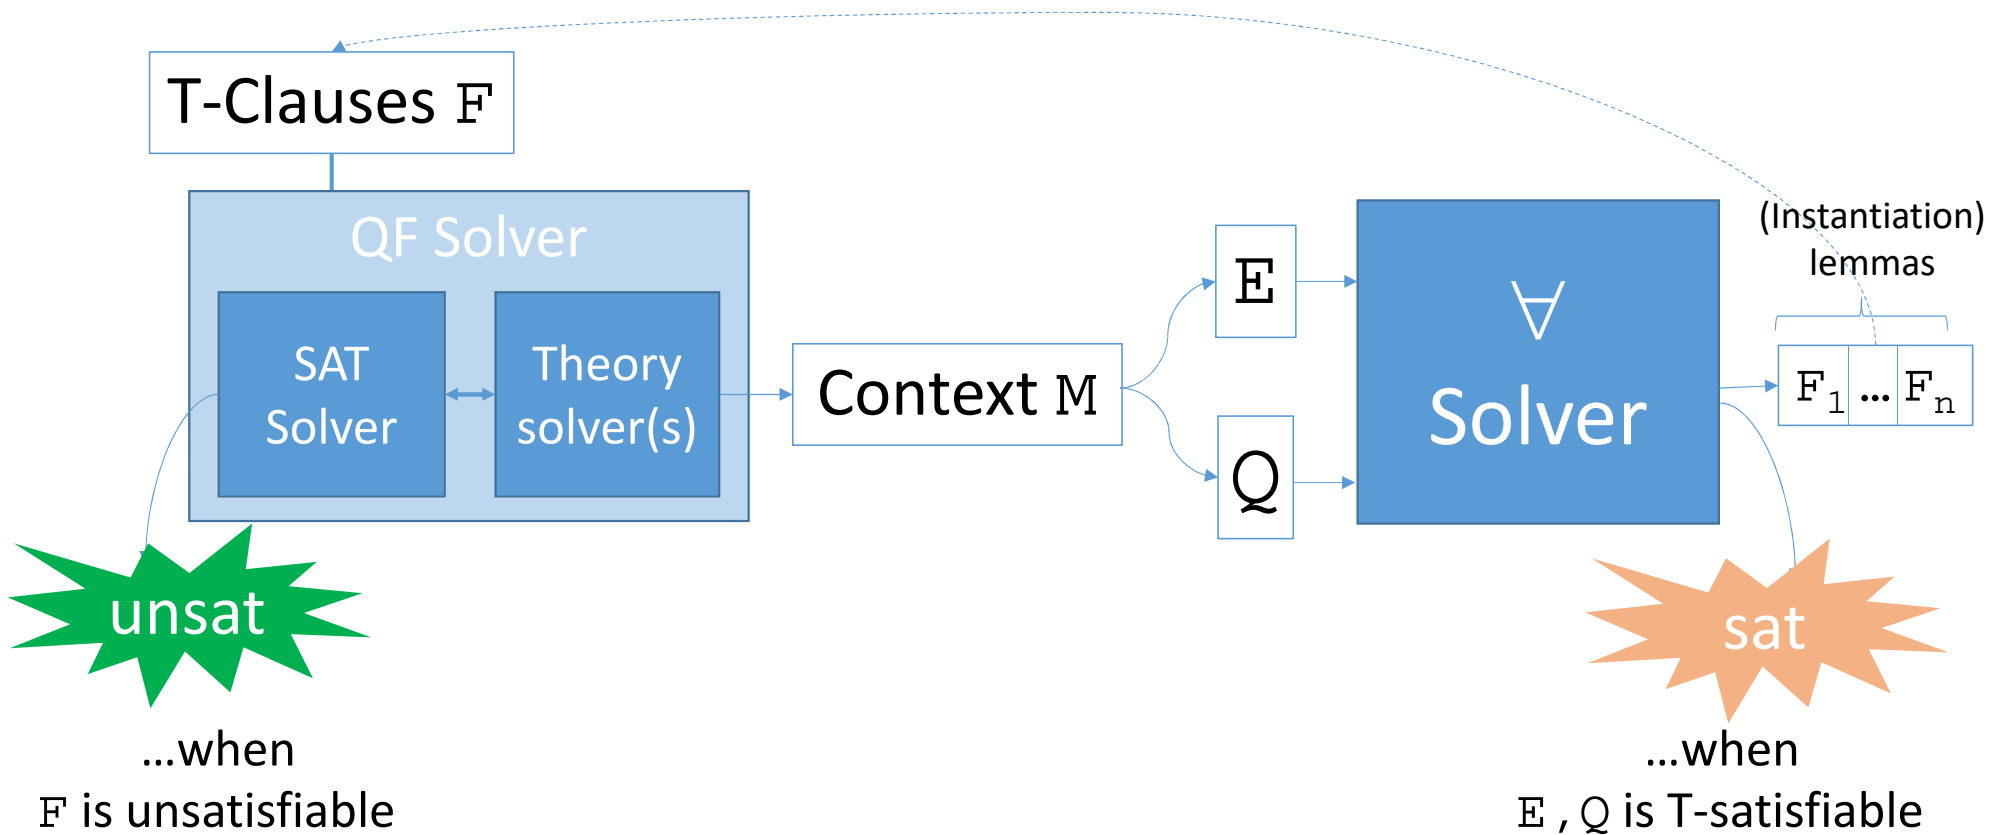 T-Clauses F
QF Solver
SAT
Solver
Theory
solver(s)
Context M
E
Q
∀
Solver
(Instantiation)
lemmas
F1 … Fn
unsat
…when
F is unsatisfiable
sat
…when
E , Q is T-satisfiable